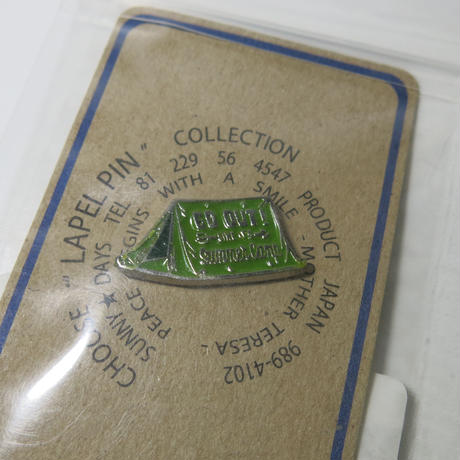 CHOOSE "LAPEL PIN" COLLECTION
SUNNY★DAYS TEL 81 229 56 4547 PRODUCT JAPAN 989-4102
PEACE BEGINS WITH A SMILE - MOTHER TERESA -
GO OUT!